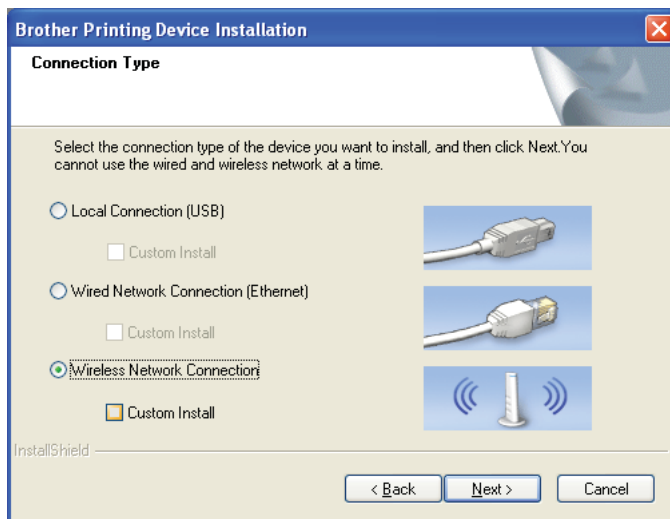 Brother Printing Device Installation
Connection Type
Select the connection type of the device you want to install, and then click Next.You
cannot use the wired and wireless network at a time.
Local Connection (USB)
Custom Install
Wired Network Connection (Ethernet)
Custom Install
Wireless Network Connection
Custom Install
InstallShield
< Back
Next >
Cancel